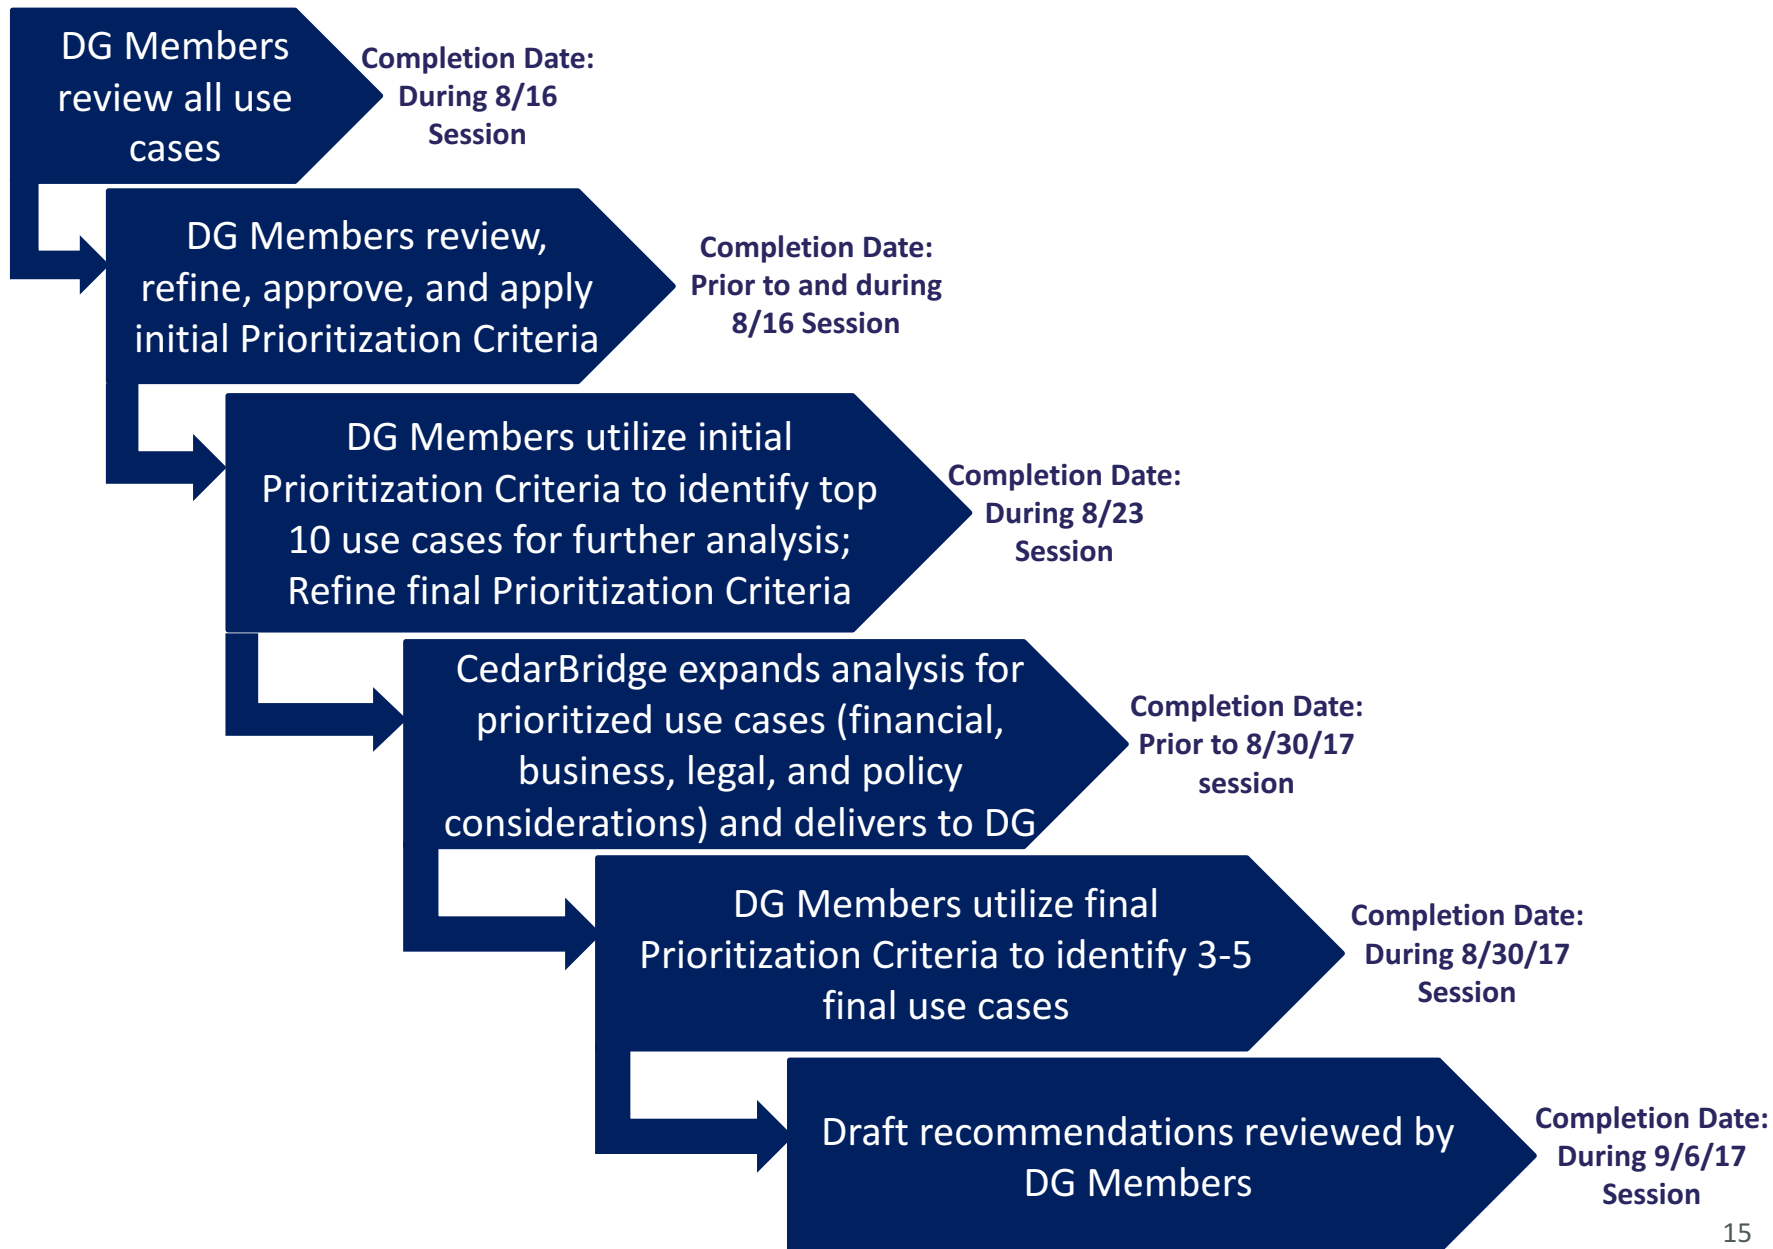 DG Members
review all use
cases
Completion Date:
During 8/16
Session
DG Members review,
refine, approve, and apply
initial Prioritization Criteria
Completion Date:
Prior to and during
8/16 Session
DG Members utilize initial
Prioritization Criteria to identify top
10 use cases for further analysis;
Refine final Prioritization Criteria
Completion Date:
During 8/23
Session
CedarBridge expands analysis for
prioritized use cases (financial,
business, legal, and policy
considerations) and delivers to DG
Completion Date:
Prior to 8/30/17
session
DG Members utilize final
Prioritization Criteria to identify 3-5
final use cases
Completion Date:
During 8/30/17
Session
Draft recommendations reviewed by
DG Members
Completion Date:
During 9/6/17
Session
15